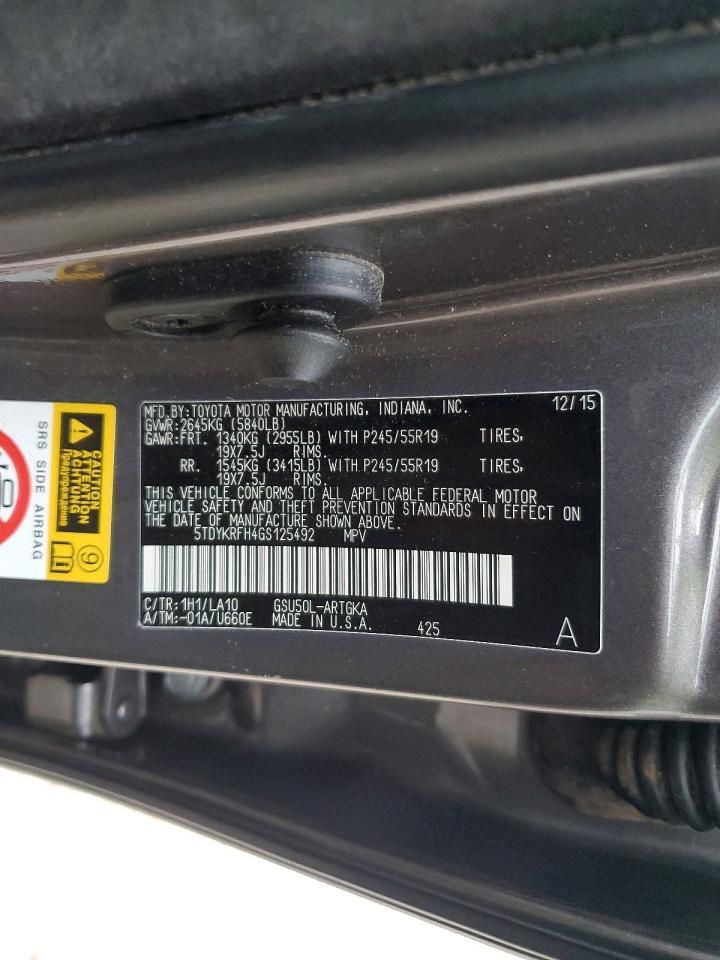 MFD.BY:TOYOTA MOTOR MANUFACTURING, INDIANA, INC. 12/15
GVWR:2645KG (5840LB)
GAWR:FRT. 1340KG (2955LB) WITH P245/55R19 TIRES,
19X7.5J RIMS.
RR. 1545KG (3415LB) WITH P245/55R19 TIRES,
19X7.5J RIMS.
THIS VEHICLE CONFORMS TO ALL APPLICABLE FEDERAL MOTOR
VEHICLE SAFETY AND THEFT PREVENTION STANDARDS IN EFFECT ON
THE DATE OF MANUFACTURE SHOWN ABOVE.
5TDYKRFH4GS125492 MPV
C/TR:1H1/LA10 GSU50L-ARTGKA
A/TM:-01A/U660E MADE IN U.S.A. 425
A
SRS SIDE AIRBAG
CAUTION
ATTENTION
ACHTUNG
Предупреждение
9